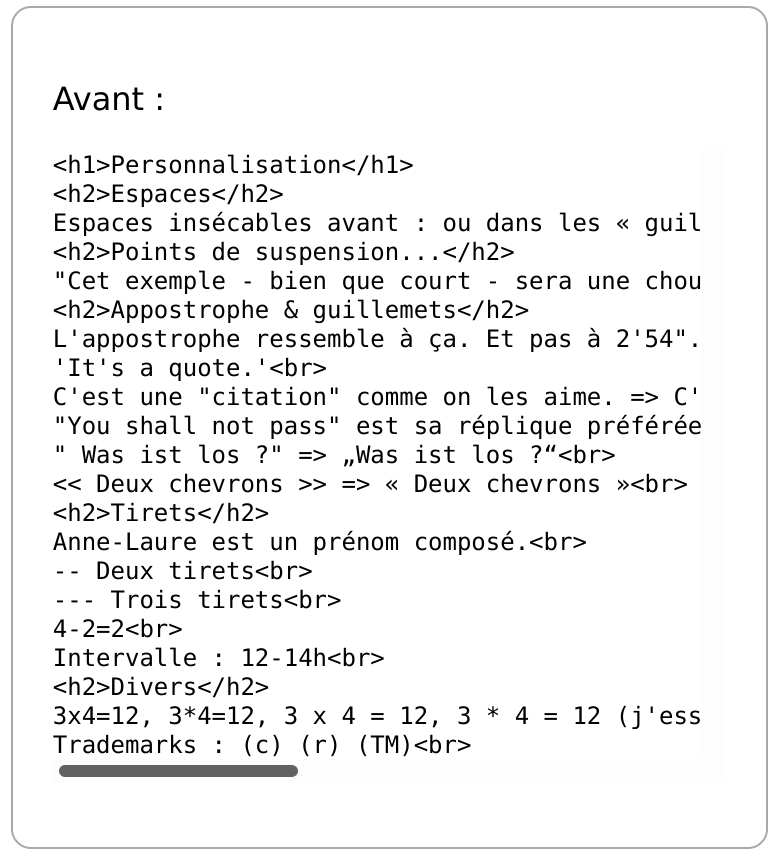 Avant :
<h1>Personnalisation</h1>
<h2>Espaces</h2>
Espaces insécables avant : ou dans les « guil
<h2>Points de suspension...</h2>
"Cet exemple - bien que court - sera une chou
<h2>Appostrophe & guillemets</h2>
L'appostrophe ressemble à ça. Et pas à 2'54".
'It's a quote.'<br>
C'est une "citation" comme on les aime. => C'
"You shall not pass" est sa réplique préférée
" Was ist los ?" => „Was ist los ?“<br>
<< Deux chevrons >> => « Deux chevrons »<br>
<h2>Tirets</h2>
Anne-Laure est un prénom composé.<br>
-- Deux tirets<br>
--- Trois tirets<br>
4-2=2<br>
Intervalle : 12-14h<br>
<h2>Divers</h2>
3x4=12, 3*4=12, 3 x 4 = 12, 3 * 4 = 12 (j'ess
Trademarks : (c) (r) (TM)<br>